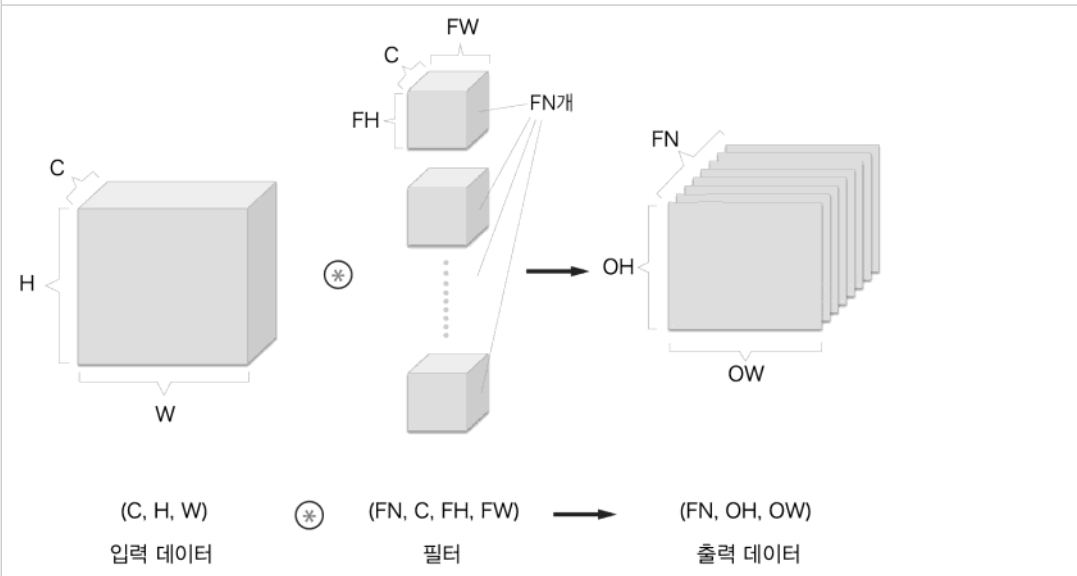 FW
C
FH
FN개
C
H
W
FN
OH
OW
(C, H, W) (FN, C, FH, FW) (FN, OH, OW)
입력 데이터 필터 출력 데이터